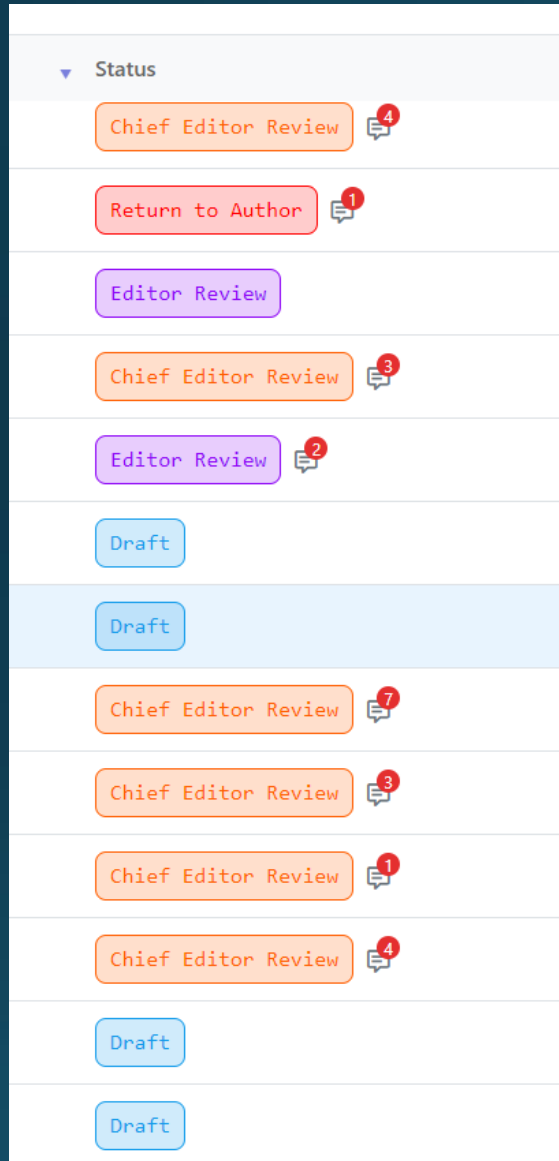 Status
Chief Editor Review 4
Return to Author 1
Editor Review
Chief Editor Review 3
Editor Review 2
Draft
Draft
Chief Editor Review 7
Chief Editor Review 3
Chief Editor Review 1
Chief Editor Review 4
Draft
Draft